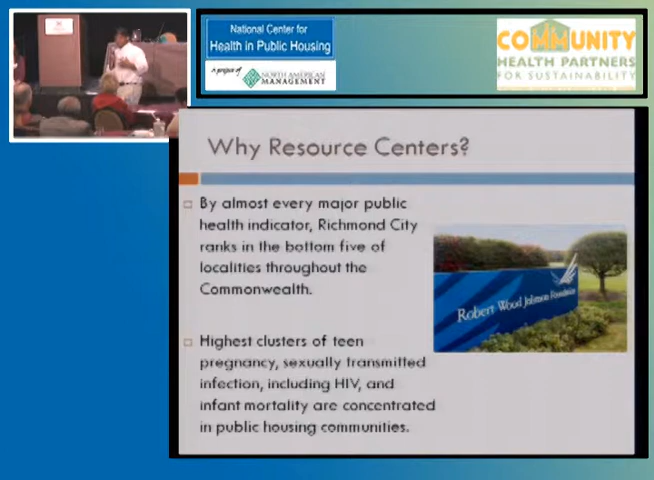 National Center for
Health in Public Housing
A project of
NORTH AMERICAN
MANAGEMENT
COMMUNITY
HEALTH PARTNERS
FOR SUSTAINABILITY
Why Resource Centers?
By almost every major public
health indicator, Richmond City
ranks in the bottom five of
localities throughout the
Commonwealth.
Robert Wood Johnson Foundation
Highest clusters of teen
pregnancy, sexually transmitted
infection, including HIV, and
infant mortality are concentrated
in public housing communities.